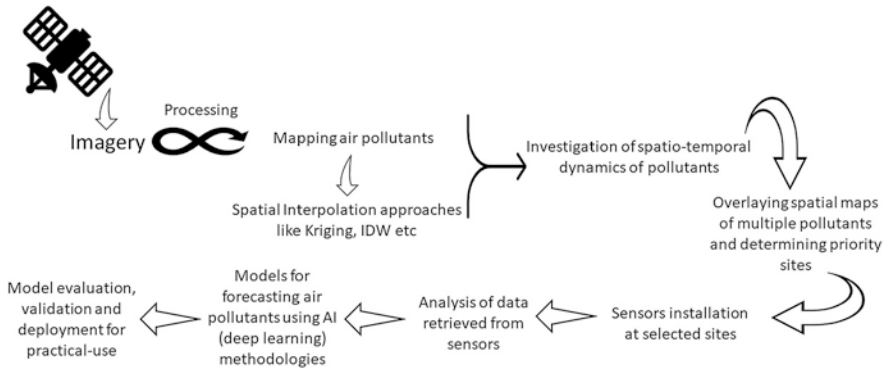 Processing
Imagery
Mapping air pollutants
Spatial Interpolation approaches
like Kriging, IDW etc
Investigation of spatio-temporal
dynamics of pollutants
Overlaying spatial maps
of multiple pollutants
and determining priority
sites
Sensors installation
at selected sites
Analysis of data
retrieved from
sensors
Models for
forecasting air
pollutants using AI
(deep learning)
methodologies
Model evaluation,
validation and
deployment for
practical-use